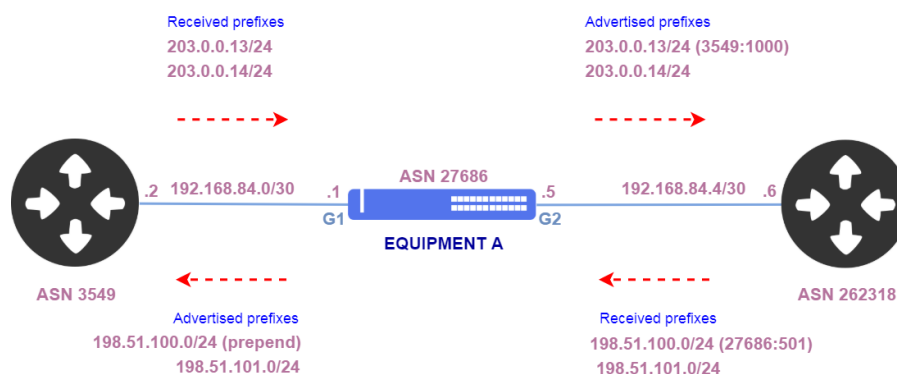 Received prefixes
203.0.0.13/24
203.0.0.14/24
Advertised prefixes
203.0.0.13/24 (3549:1000)
203.0.0.14/24
ASN 27686
.2 192.168.84.0/30 .1
.5 192.168.84.4/30 .6
G1
G2
EQUIPMENT A
ASN 3549
ASN 262318
Advertised prefixes
198.51.100.0/24 (prepend)
198.51.101.0/24
Received prefixes
198.51.100.0/24 (27686:501)
198.51.101.0/24